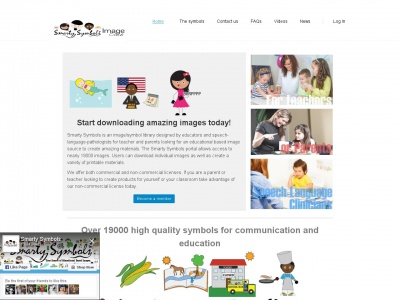 Smarty Symbols Image
Home
The symbols
Contact us
FAQs
Videos
News
Log In
Start downloading amazing images today!
Smarty Symbols is an image/symbol library designed by educators and speech-
language-pathologists for teacher and parents looking for an educational based image
source to create amazing materials. The Smarty Symbols portal allows access to
nearly 19000 images. Users can download individual images as well as create a
variety of printable materials.
We offer both commercial and non-commercial licenses. If you are a parent or
teacher looking to create products for yourself or your classroom take advantage of
our non-commercial licenses today.
Become a member
For Teachers
For Parents
Speech-Language
Clinicians
Over 19000 high quality symbols for communication and
education
Smarty Symbols
Smarty Symbols
Like Page
Shop Now
Be the first of your friends to like this